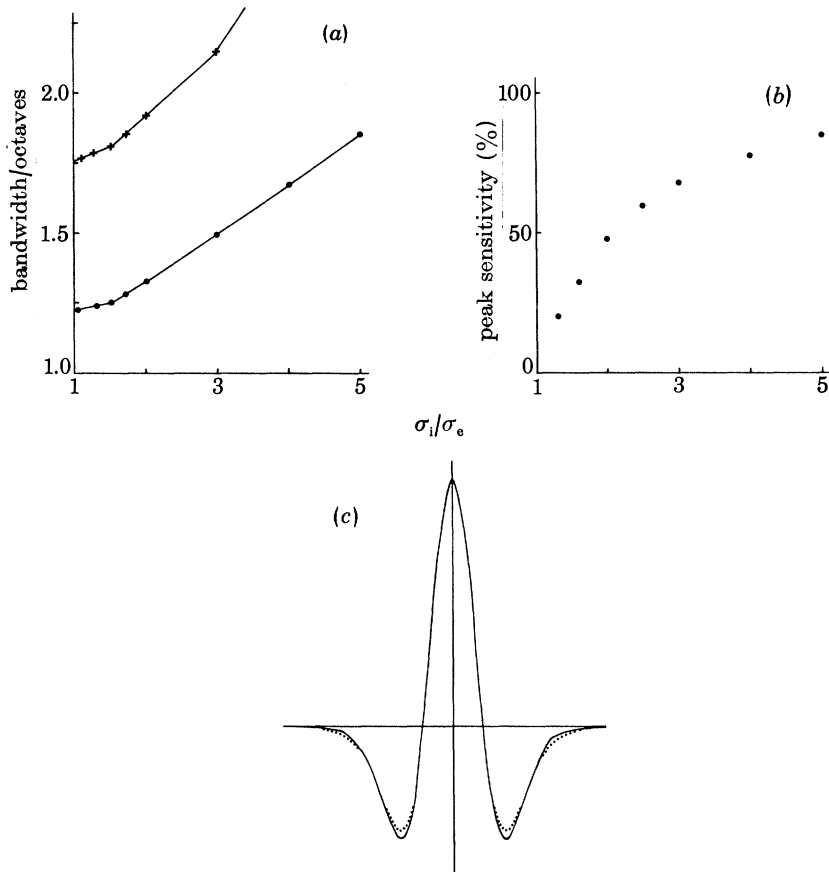 (a)
bandwidth/octaves
2.0
1.5
1.0
1
3
5
(b)
peak sensitivity (%)
100
50
0
1
3
5
σi/σe
(c)